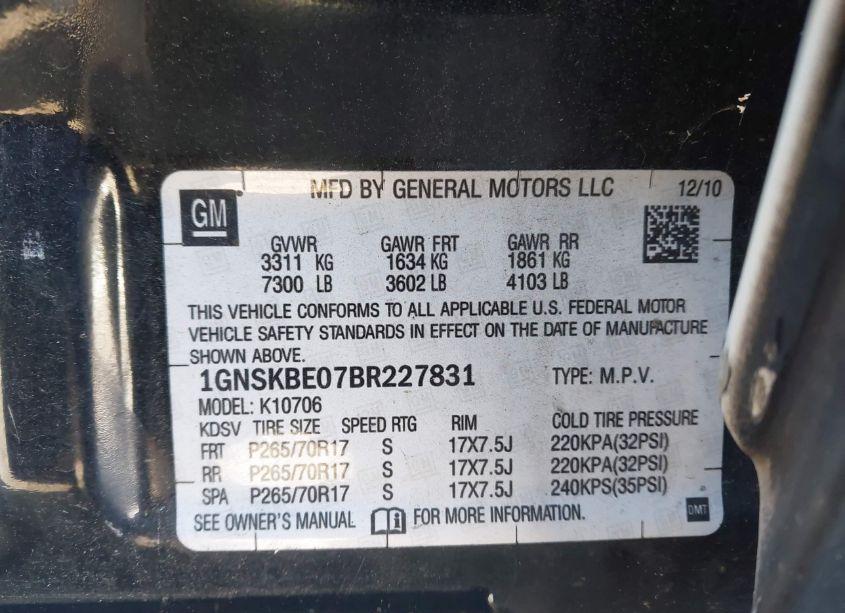 MFD BY GENERAL MOTORS LLC 12/10
GM
GVWR GAWR FRT GAWR RR
3311 KG 1634 KG 1861 KG
7300 LB 3602 LB 4103 LB
THIS VEHICLE CONFORMS TO ALL APPLICABLE U.S. FEDERAL MOTOR
VEHICLE SAFETY STANDARDS IN EFFECT ON THE DATE OF MANUFACTURE
SHOWN ABOVE.
1GNSKBE07BR227831 TYPE: M.P.V.
MODEL: K10706
KDSV TIRE SIZE SPEED RTG RIM COLD TIRE PRESSURE
FRT P265/70R17 S 17X7.5J 220KPA(32PSI)
RR P265/70R17 S 17X7.5J 220KPA(32PSI)
SPA P265/70R17 S 17X7.5J 240KPS(35PSI)
SEE OWNER'S MANUAL FOR MORE INFORMATION.
DMT